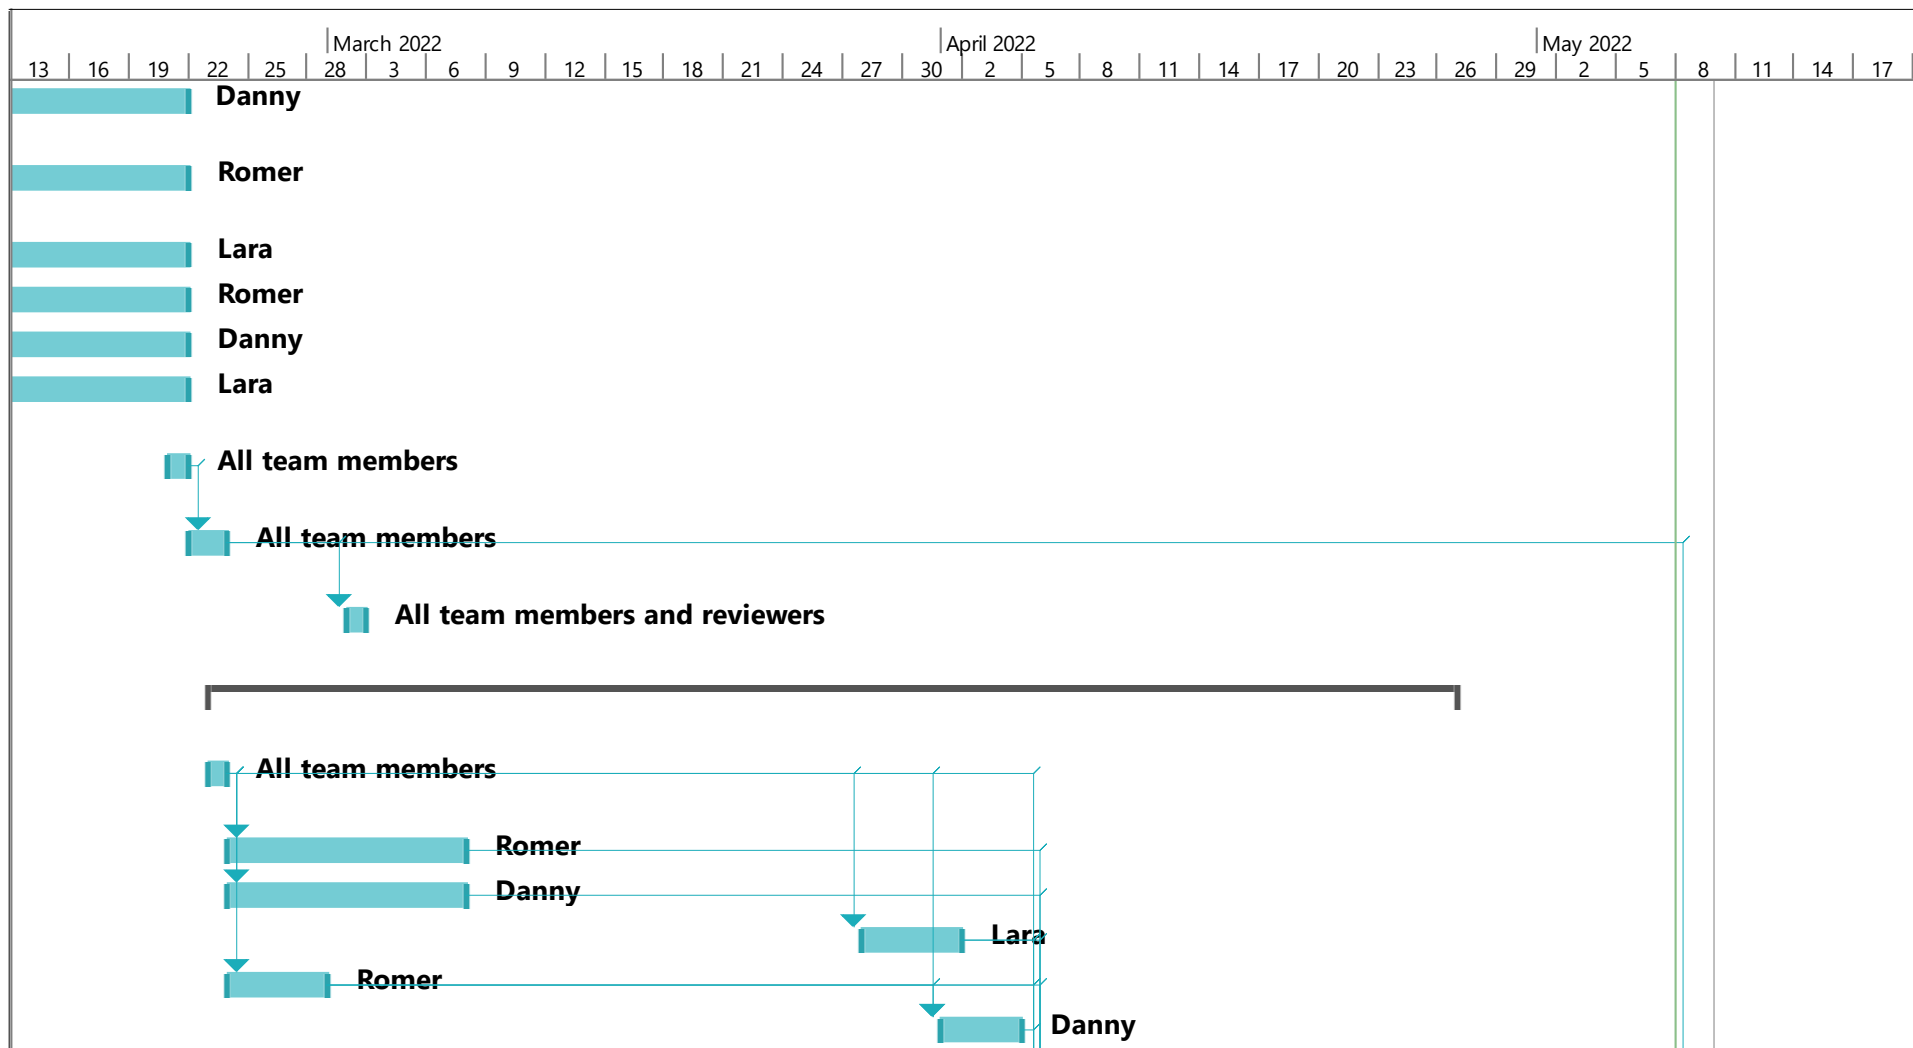 March 2022 April 2022 May 2022
13 16 19 22 25 28 3 6 9 12 15 18 21 24 27 30 2 5 8 11 14 17 20 23 26 29 2 5 8 11 14 17
Danny
Romer
Lara
Romer
Danny
Lara
All team members
All team members
All team members and reviewers
All team members
Romer
Danny
Lara
Romer
Danny